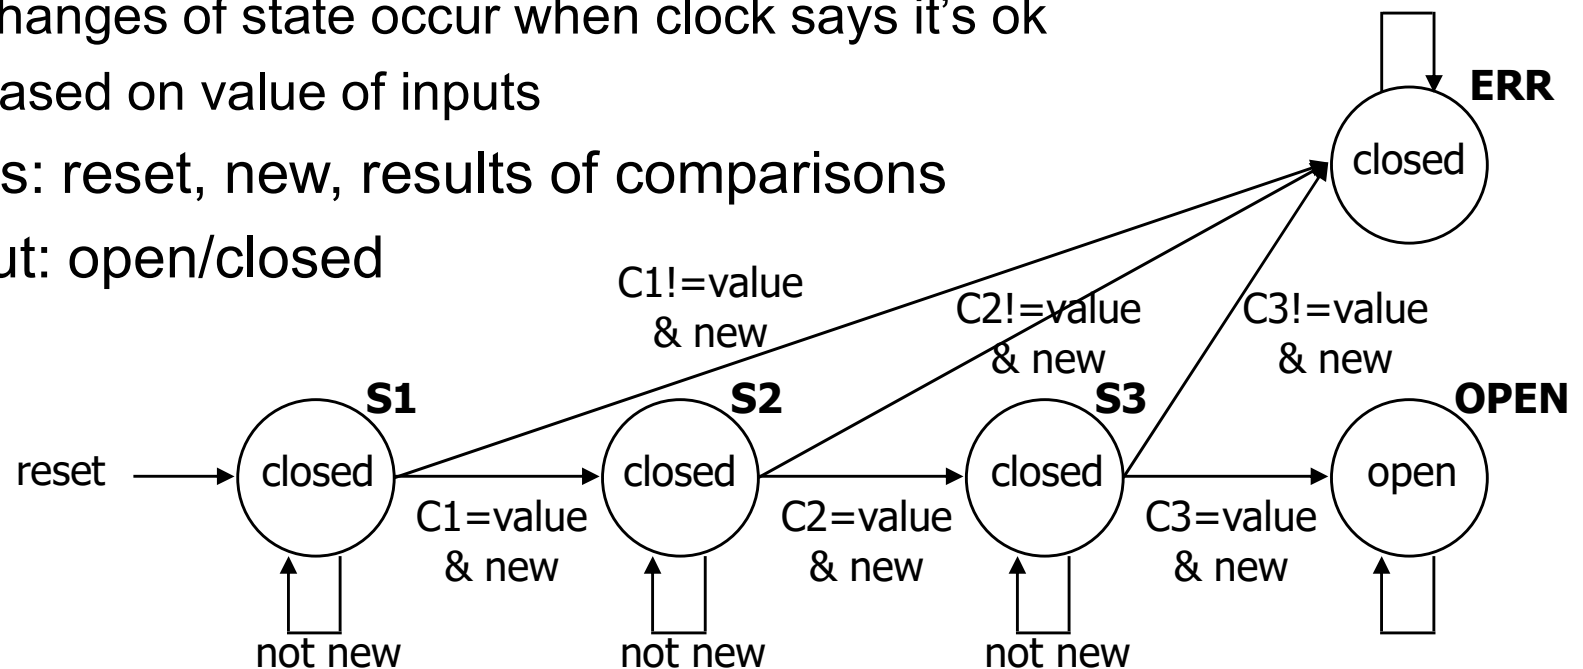 hanges of state occur when clock says it's ok
ased on value of inputs
s: reset, new, results of comparisons
ut: open/closed
ERR
closed
C1!=value
& new
C2!=value
& new
C3!=value
& new
S1
S2
S3
OPEN
reset
closed
closed
closed
open
C1=value
& new
C2=value
& new
C3=value
& new
not new
not new
not new